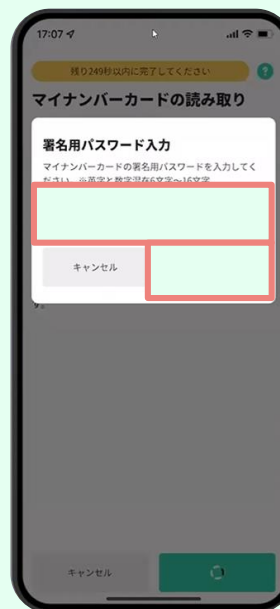 17:07
残り249秒以内に完了してください
?
マイナンバーカードの読み取り
署名用パスワード入力
マイナンバーカードの署名用パスワードを入力してく
ださい。※英字と数字混在6文字~16文字
キャンセル
す。
キャンセル